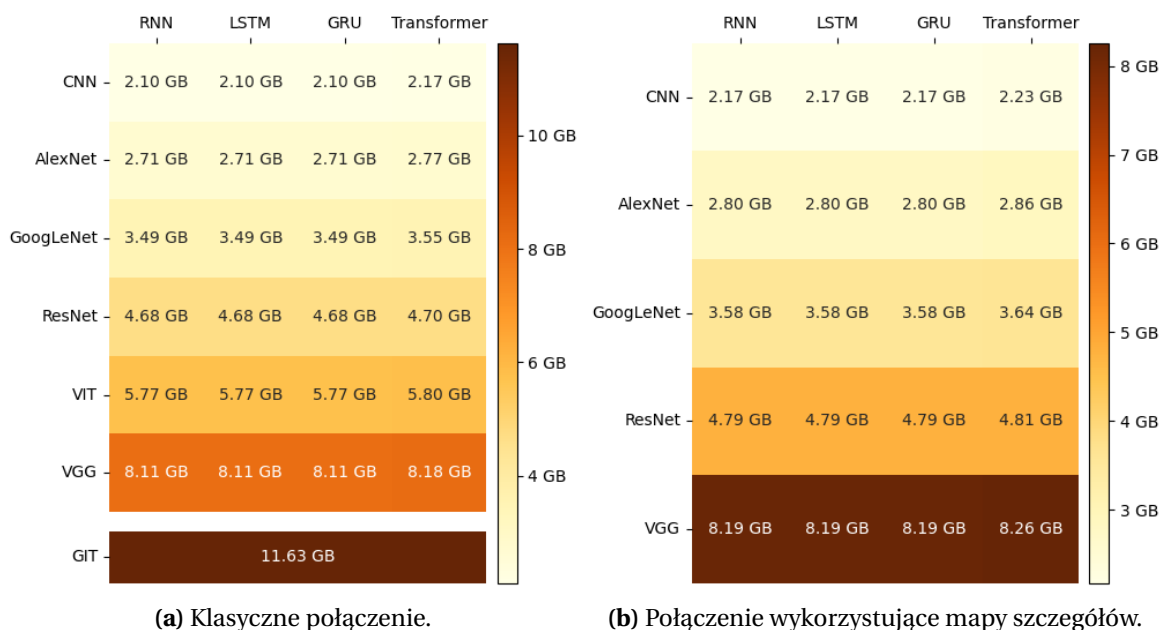 RNN LSTM GRU Transformer
CNN 2.10 GB 2.10 GB 2.10 GB 2.17 GB
AlexNet 2.71 GB 2.71 GB 2.71 GB 2.77 GB
GoogLeNet 3.49 GB 3.49 GB 3.49 GB 3.55 GB
ResNet 4.68 GB 4.68 GB 4.68 GB 4.70 GB
VIT 5.77 GB 5.77 GB 5.77 GB 5.80 GB
VGG 8.11 GB 8.11 GB 8.11 GB 8.18 GB
GIT 11.63 GB
10 GB
8 GB
6 GB
4 GB
(a) Klasyczne połączenie.
RNN LSTM GRU Transformer
CNN 2.17 GB 2.17 GB 2.17 GB 2.23 GB
AlexNet 2.80 GB 2.80 GB 2.80 GB 2.86 GB
GoogLeNet 3.58 GB 3.58 GB 3.58 GB 3.64 GB
ResNet 4.79 GB 4.79 GB 4.79 GB 4.81 GB
VGG 8.19 GB 8.19 GB 8.19 GB 8.26 GB
8 GB
7 GB
6 GB
5 GB
4 GB
3 GB
(b) Połączenie wykorzystujące mapy szczegółów.